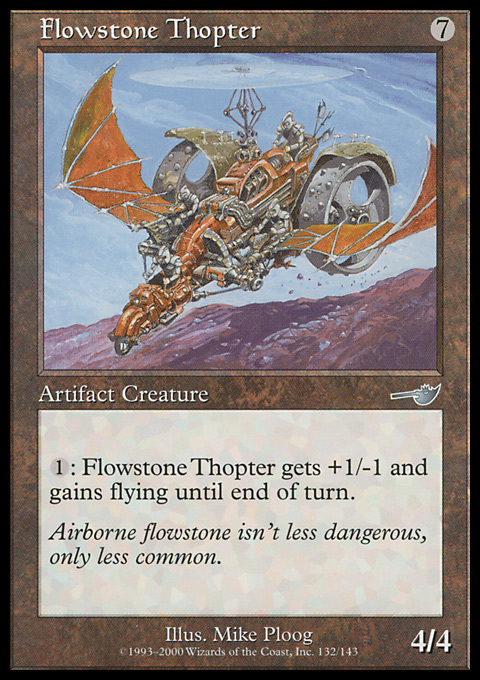 Flowstone Thopter 7
Artifact Creature
1: Flowstone Thopter gets +1/-1 and
gains flying until end of turn.
Airborne flowstone isn't less dangerous,
only less common.
Illus. Mike Ploog
©1993–2000 Wizards of the Coast, Inc. 132/143
4/4